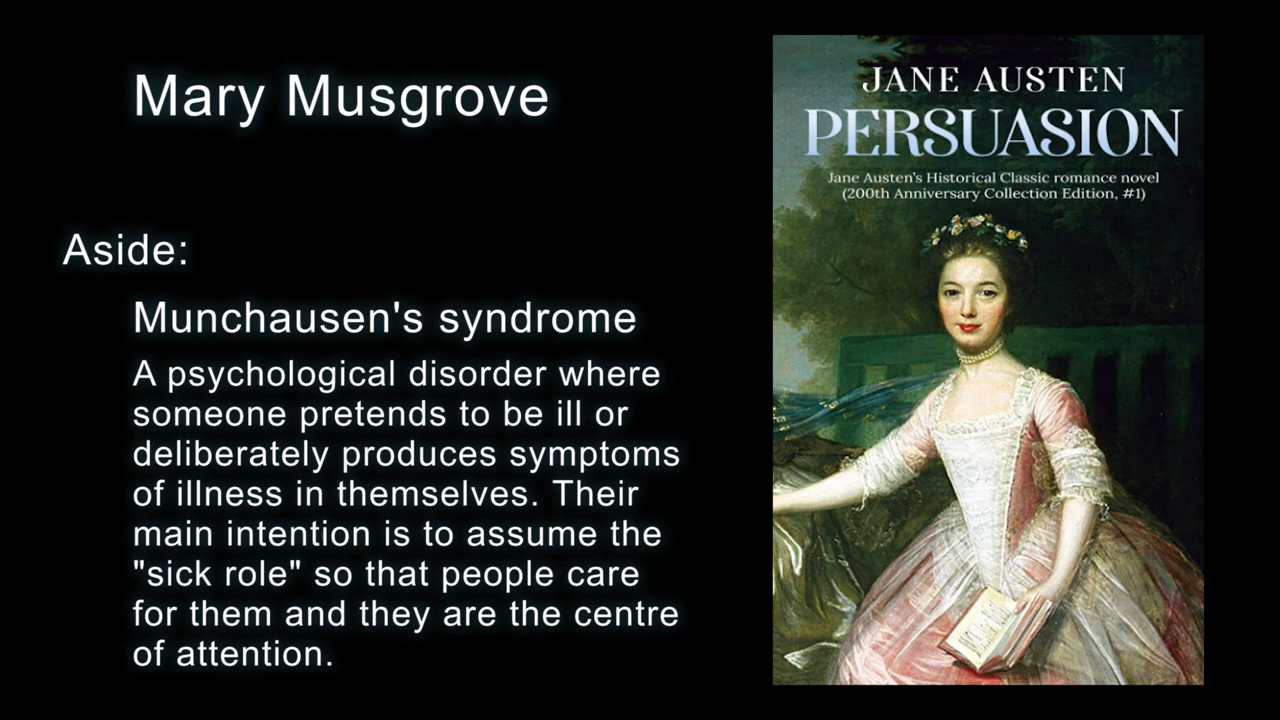 Mary Musgrove
Aside:
Munchausen's syndrome
A psychological disorder where
someone pretends to be ill or
deliberately produces symptoms
of illness in themselves. Their
main intention is to assume the
"sick role" so that people care
for them and they are the centre
of attention.
JANE AUSTEN
PERSUASION
Jane Austen's Historical Classic romance novel
(200th Anniversary Collection Edition, #1)